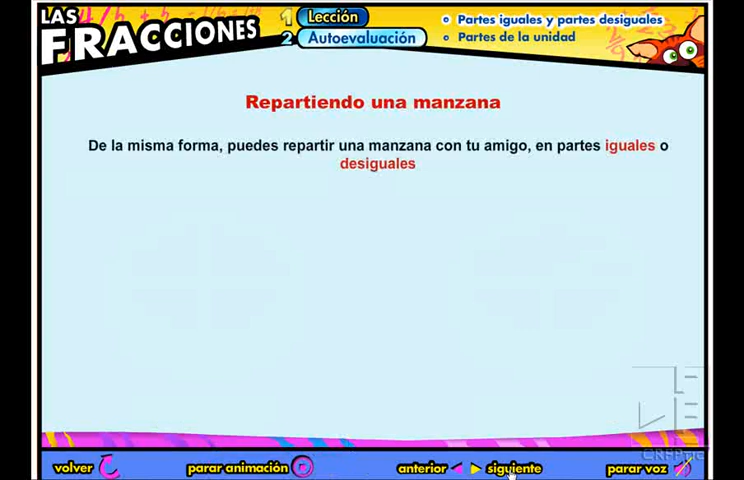 LAS
FRACCIONES
1 Lección
2 Autoevaluación
Partes iguales y partes desiguales
Partes de la unidad
Repartiendo una manzana
De la misma forma, puedes repartir una manzana con tu amigo, en partes iguales o
desiguales
volver
parar animación
anterior
siguiente
parar voz